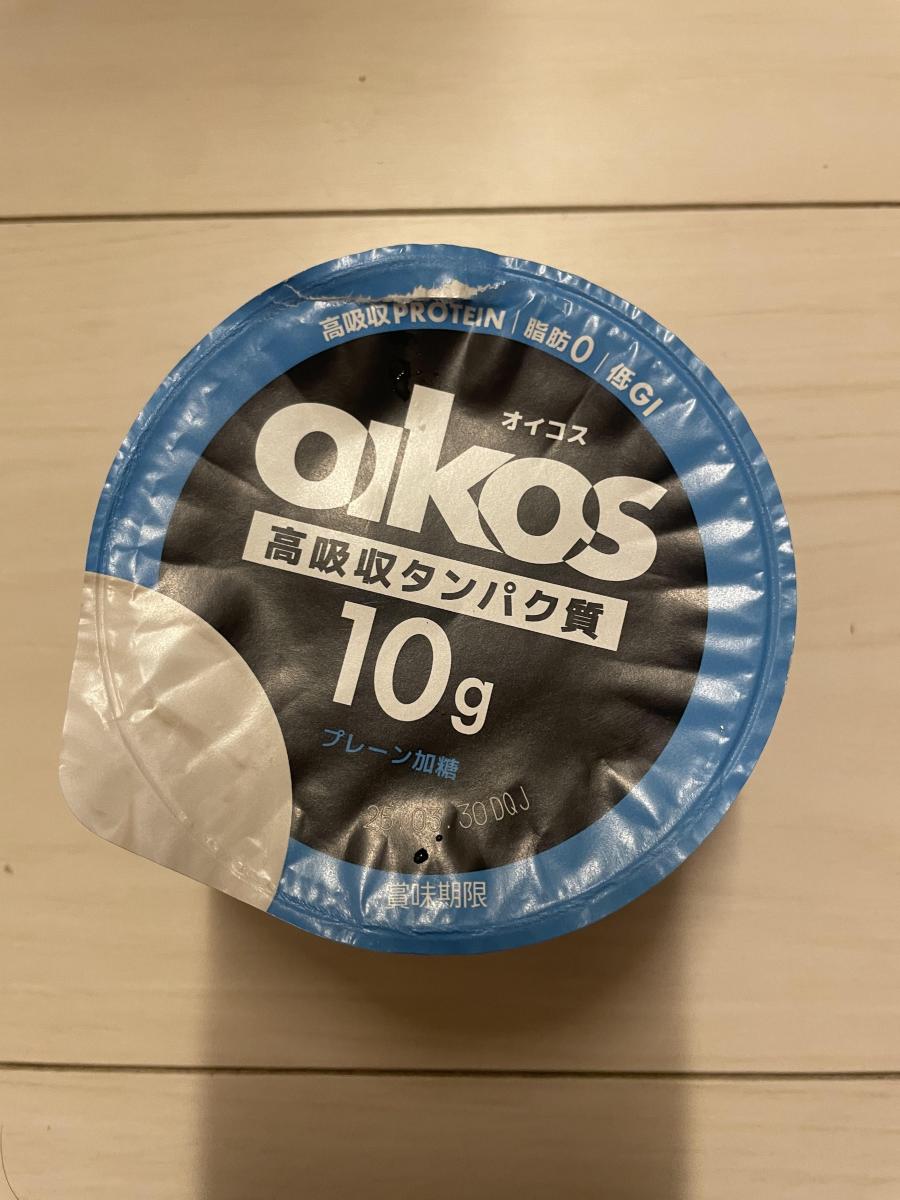 高吸収PROTEIN | 脂肪0 | 低GI
オイコス
oikos
高吸収タンパク質
10g
プレーン加糖
.30DQJ
賞味期限